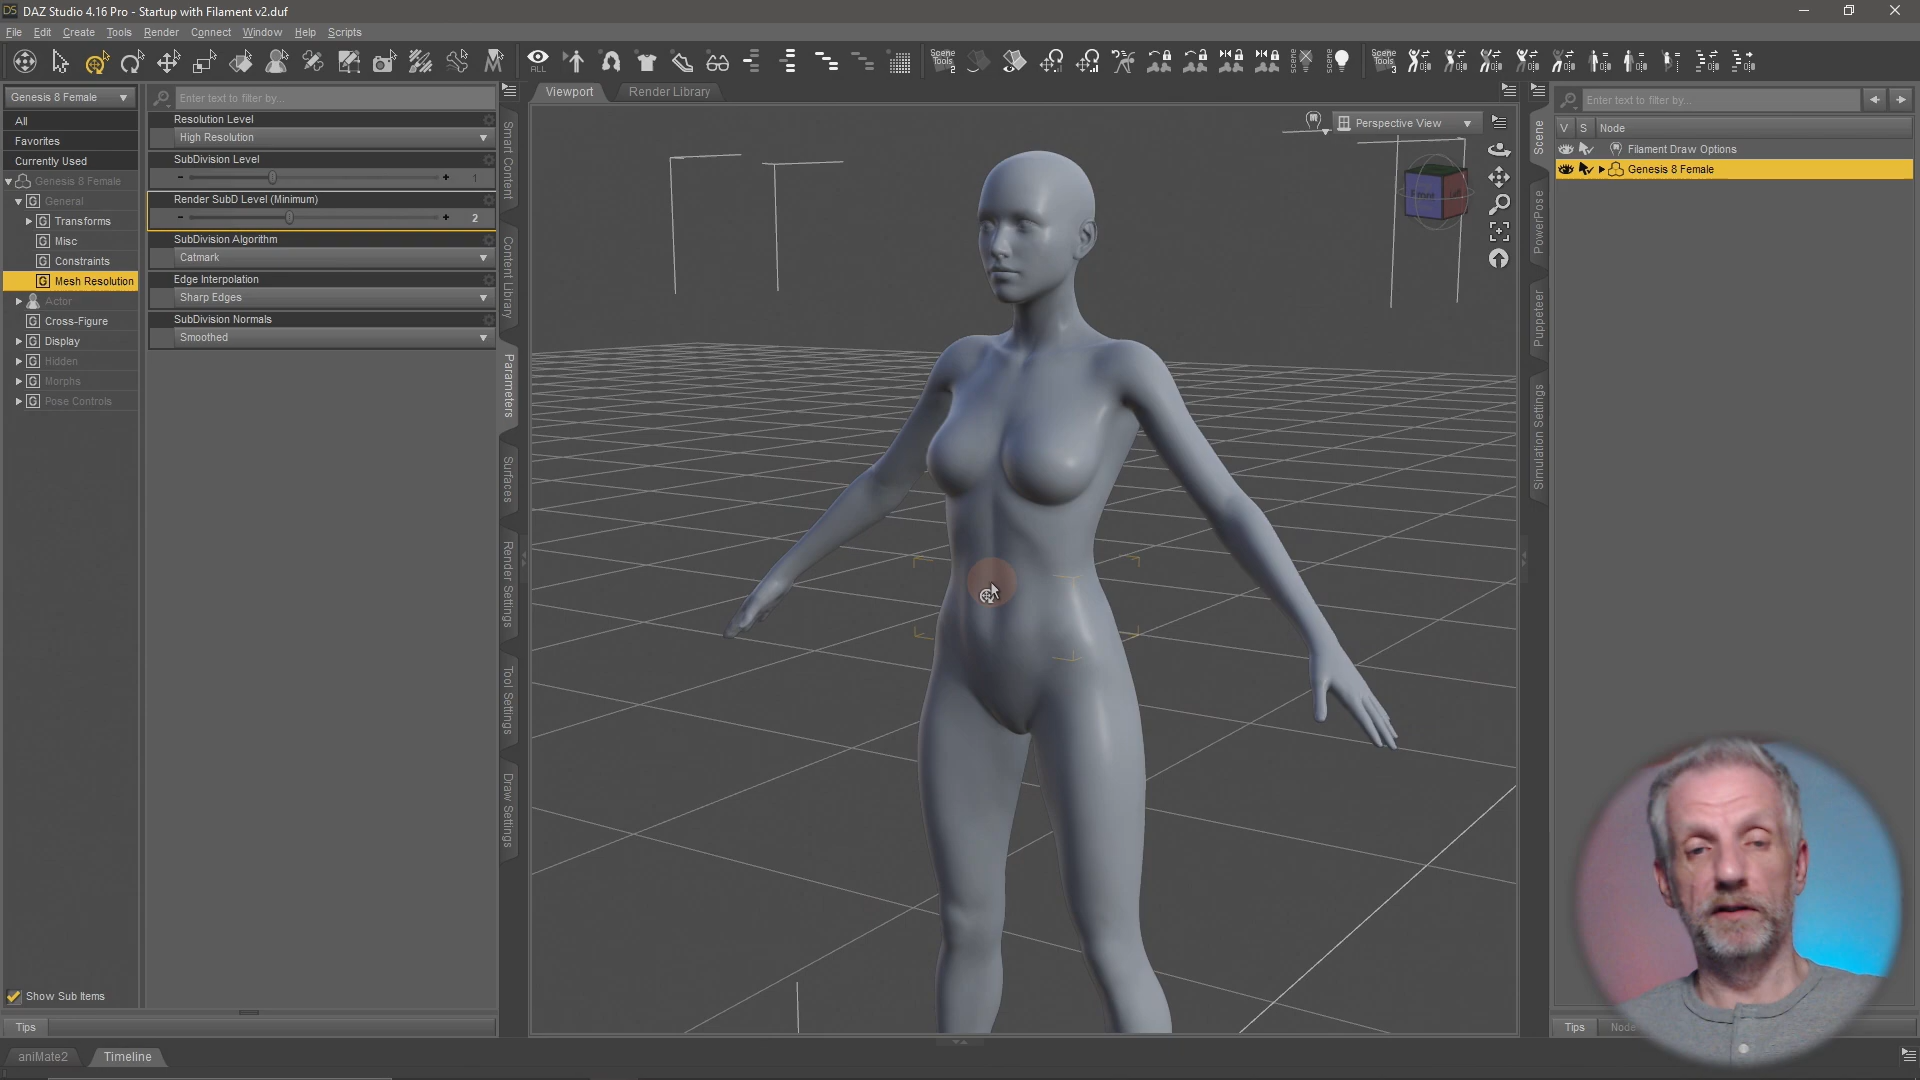 DS DAZ Studio 4.16 Pro - Startup with Filament v2.duf
File Edit Create Tools Render Connect Window Help Scripts
ALL
Scene Tools 2
Scene Tools 3
Genesis 8 Female
All
Favorites
Currently Used
Genesis 8 Female
General
Transforms
Misc
Constraints
Mesh Resolution
Actor
Cross-Figure
Display
Hidden
Morphs
Pose Controls
Show Sub Items
Tips
Enter text to filter by...
Resolution Level
High Resolution
SubDivision Level
1
Render SubD Level (Minimum)
2
SubDivision Algorithm
Catmark
Edge Interpolation
Sharp Edges
SubDivision Normals
Smoothed
Smart Content
Content Library
Parameters
Surfaces
Render Settings
Tool Settings
Draw Settings
Viewport Render Library
Perspective View
Front
Left
Scene
PowerPose
Puppeteer
Simulation Settings
Enter text to filter by...
V S Node
Filament Draw Options
Genesis 8 Female
Tips Node
aniMate2 Timeline